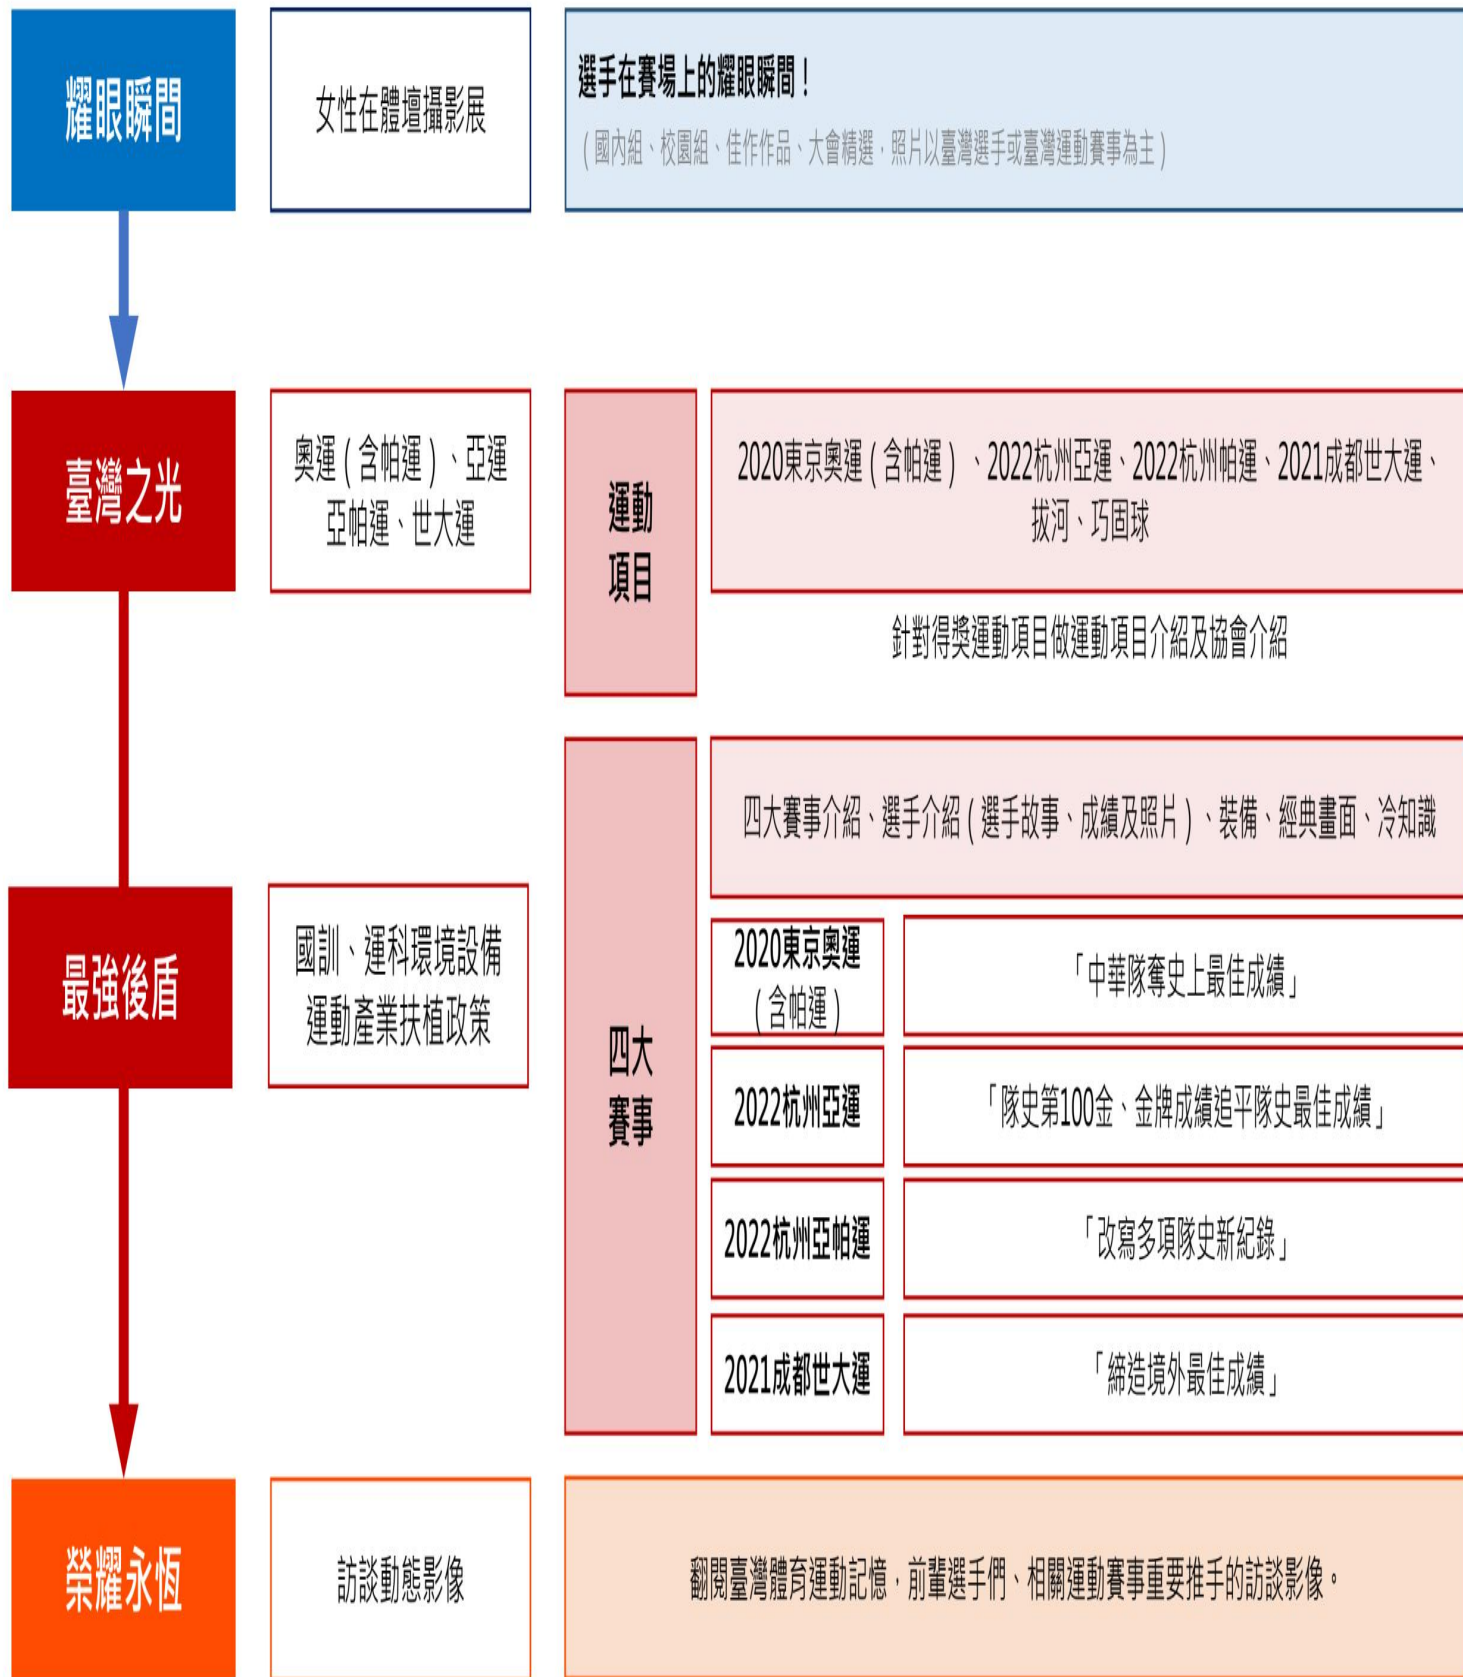 耀眼瞬間
女性在體壇攝影展
選手在賽場上的耀眼瞬間！
（國內組、校園組、佳作作品、大會精選，照片以臺灣選手或臺灣運動賽事為主）
臺灣之光
奧運（含帕運）、亞運
亞帕運、世大運
運動
項目
2020東京奧運（含帕運）、2022杭州亞運、2022杭州帕運、2021成都世大運、
拔河、巧固球
針對得獎運動項目做運動項目介紹及協會介紹
最強後盾
國訓、運科環境設備
運動產業扶植政策
四大
賽事
四大賽事介紹、選手介紹（選手故事、成績及照片）、裝備、經典畫面、冷知識
2020東京奧運
（含帕運）
「中華隊奪史上最佳成績」
2022杭州亞運
「隊史第100金、金牌成績追平隊史最佳成績」
2022杭州亞帕運
「改寫多項隊史新紀錄」
2021成都世大運
「締造境外最佳成績」
榮耀永恆
訪談動態影像
翻閱臺灣體育運動記憶，前輩選手們、相關運動賽事重要推手的訪談影像。